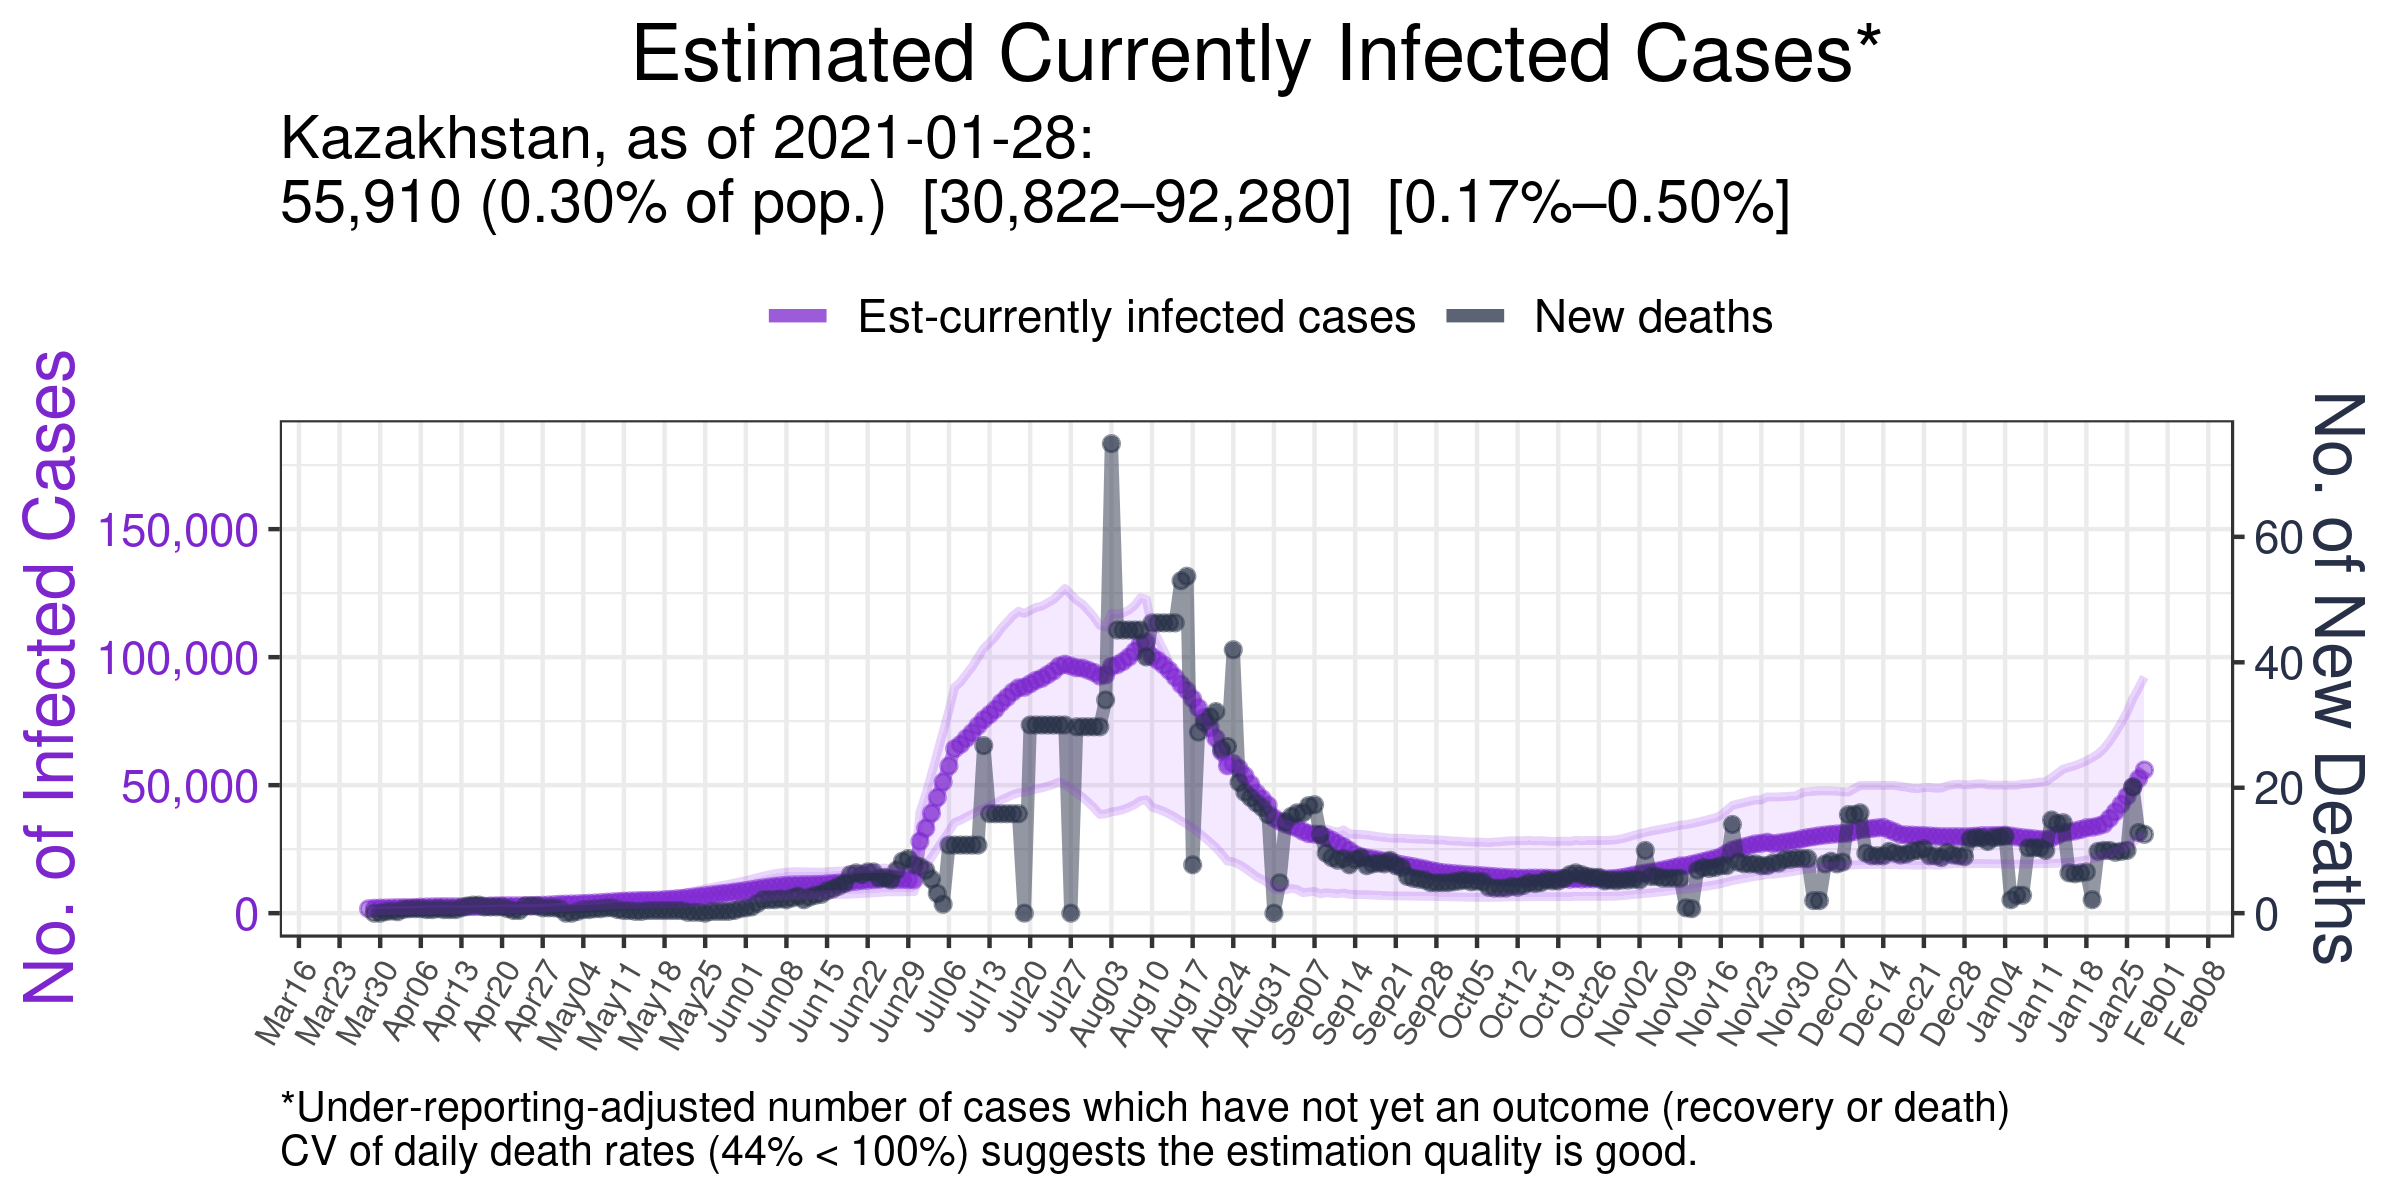 Estimated Currently Infected Cases*
Kazakhstan, as of 2021-01-28:
55,910 (0.30% of pop.)  [30,822–92,280]  [0.17%–0.50%]
Est-currently infected cases
New deaths
No. of Infected Cases
150,000
100,000
50,000
0
60
40
20
0
No. of New Deaths
Mar16
Mar23
Mar30
Apr06
Apr13
Apr20
Apr27
May04
May11
May18
May25
Jun01
Jun08
Jun15
Jun22
Jun29
Jul06
Jul13
Jul20
Jul27
Aug03
Aug10
Aug17
Aug24
Aug31
Sep07
Sep14
Sep21
Sep28
Oct05
Oct12
Oct19
Oct26
Nov02
Nov09
Nov16
Nov23
Nov30
Dec07
Dec14
Dec21
Dec28
Jan04
Jan11
Jan18
Jan25
Feb01
Feb08
*Under-reporting-adjusted number of cases which have not yet an outcome (recovery or death)
CV of daily death rates (44% < 100%) suggests the estimation quality is good.